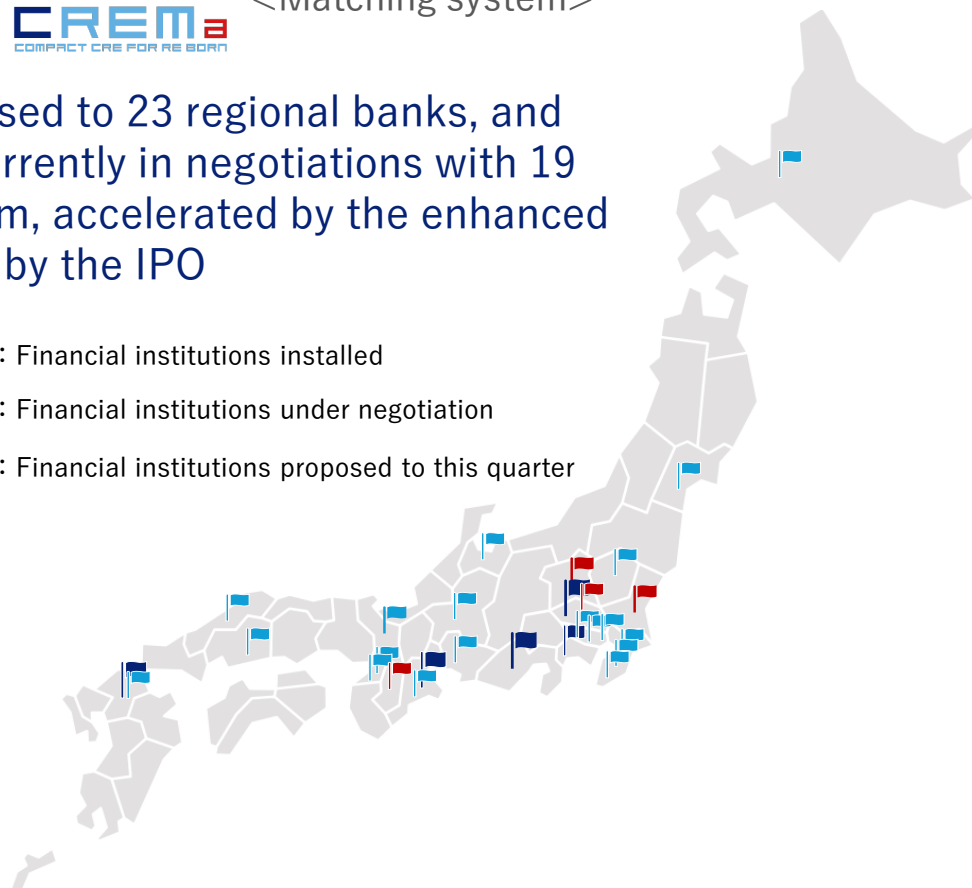 <Matching system>
CREMa
COMPACT CRE FOR RE BORN
sed to 23 regional banks, and
rrently in negotiations with 19
m, accelerated by the enhanced
by the IPO
: Financial institutions installed
: Financial institutions under negotiation
: Financial institutions proposed to this quarter